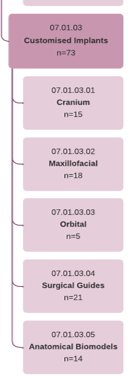 07.01.03
Customised Implants
n=73
07.01.03.01
Cranium
n=15
07.01.03.02
Maxillofacial
n=18
07.01.03.03
Orbital
n=5
07.01.03.04
Surgical Guides
n=21
07.01.03.05
Anatomical Biomodels
n=14